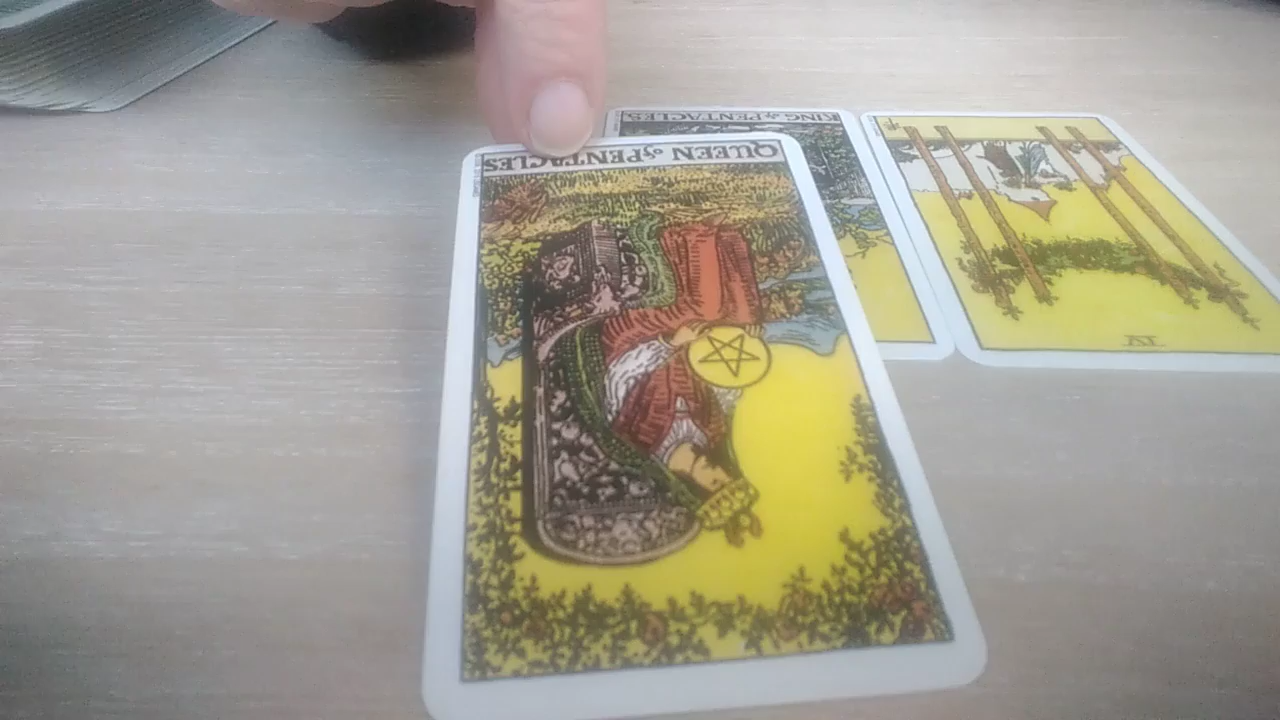 KING of PENTACLES.
QUEEN of PENTACLES
IV